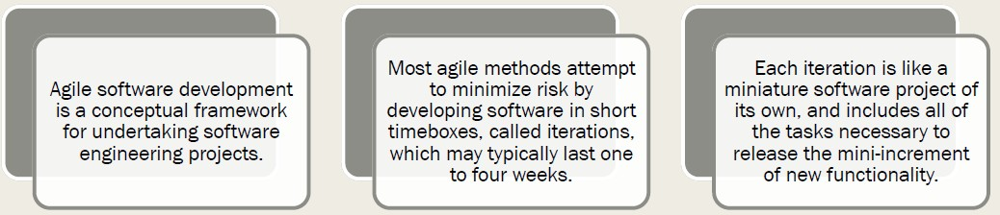 Agile software development
is a conceptual framework
for undertaking software
engineering projects.
Most agile methods attempt
to minimize risk by
developing software in short
timeboxes, called iterations,
which may typically last one
to four weeks.
Each iteration is like a
miniature software project of
its own, and includes all of
the tasks necessary to
release the mini-increment
of new functionality.